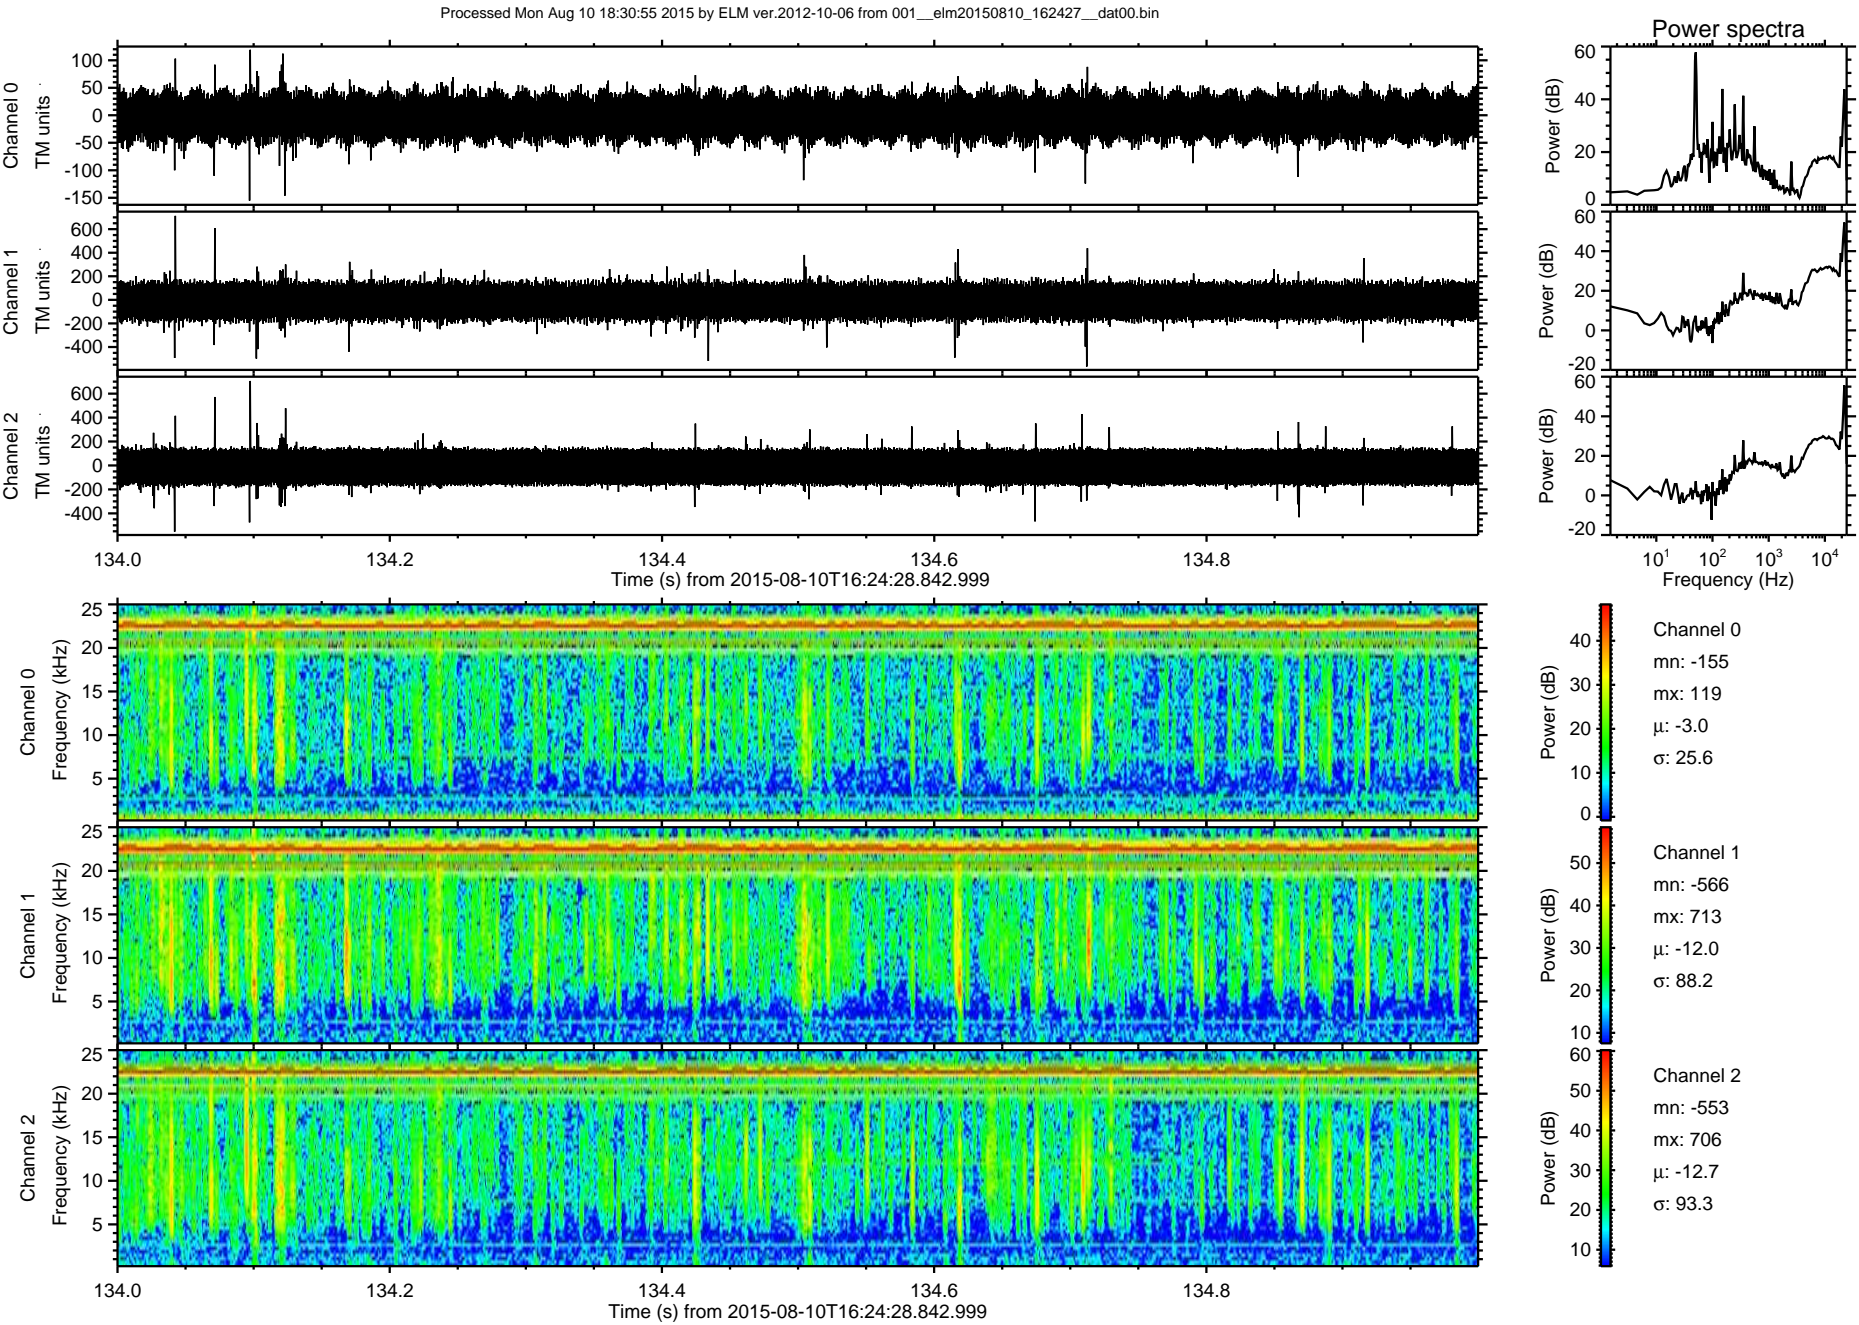 Processed Mon Aug 10 18:30:55 2015 by ELM ver.2012-10-06 from 001__elm20150810_162427__dat00.bin
Power spectra
Channel 0
TM units
100
50
0
-50
-100
-150
Power (dB)
60
40
20
0
Channel 1
TM units
600
400
200
0
-200
-400
Power (dB)
60
40
20
0
-20
Channel 2
TM units
600
400
200
0
-200
-400
Power (dB)
60
40
20
0
-20
134.0 134.2 134.4 134.6 134.8
Time (s) from 2015-08-10T16:24:28.842.999
10¹ 10² 10³ 10⁴
Frequency (Hz)
Channel 0
Frequency (kHz)
25
20
15
10
5
Power (dB)
40
30
20
10
0
Channel 0
mn: -155
mx: 119
μ: -3.0
σ: 25.6
Channel 1
Frequency (kHz)
25
20
15
10
5
Power (dB)
50
40
30
20
10
Channel 1
mn: -566
mx: 713
μ: -12.0
σ: 88.2
Channel 2
Frequency (kHz)
25
20
15
10
5
Power (dB)
60
50
40
30
20
10
Channel 2
mn: -553
mx: 706
μ: -12.7
σ: 93.3
134.0 134.2 134.4 134.6 134.8
Time (s) from 2015-08-10T16:24:28.842.999